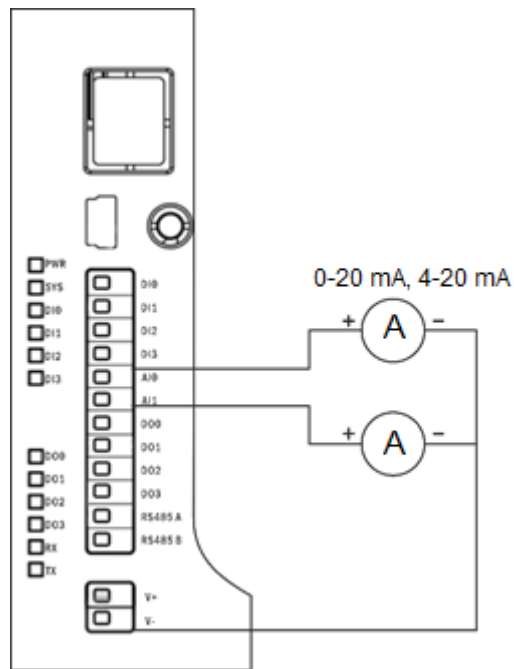 PWR
SYS
DI0
DI1
DI2
DI3
DO0
DO1
DO2
DO3
RX
TX
DI0
DI1
DI2
DI3
AI0
AI1
DO0
DO1
DO2
DO3
RS485 A
RS485 B
V+
V-
0-20 mA, 4-20 mA
+ A -
+ A -